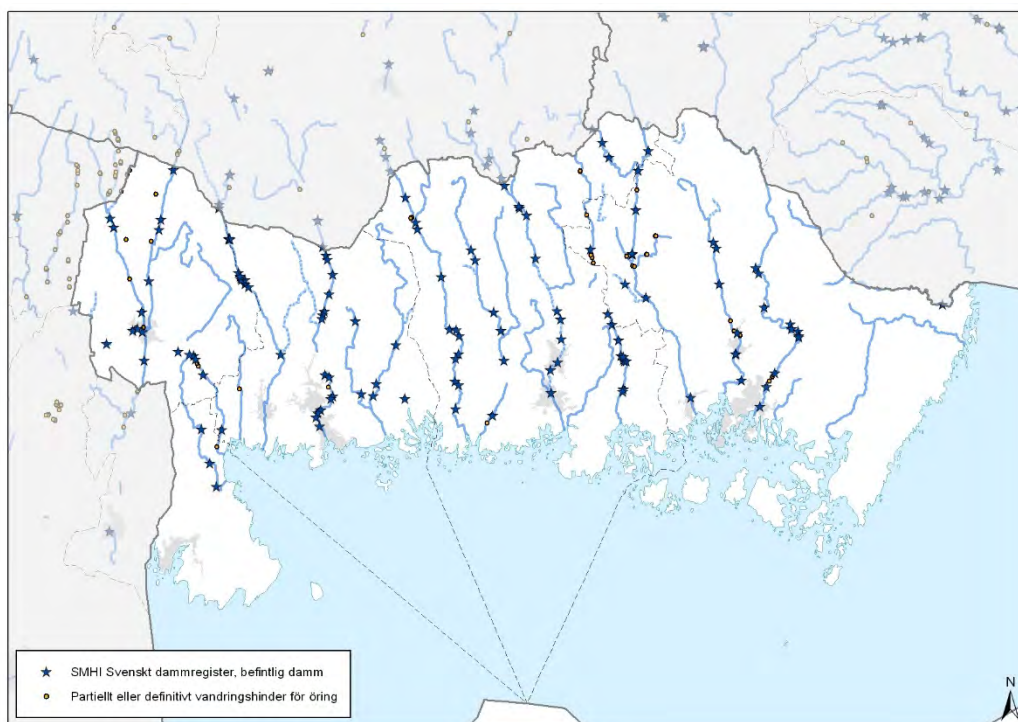 SMHI Svenskt dammregister, befintlig damm
Partiellt eller definitivt vandringshinder för öring
N